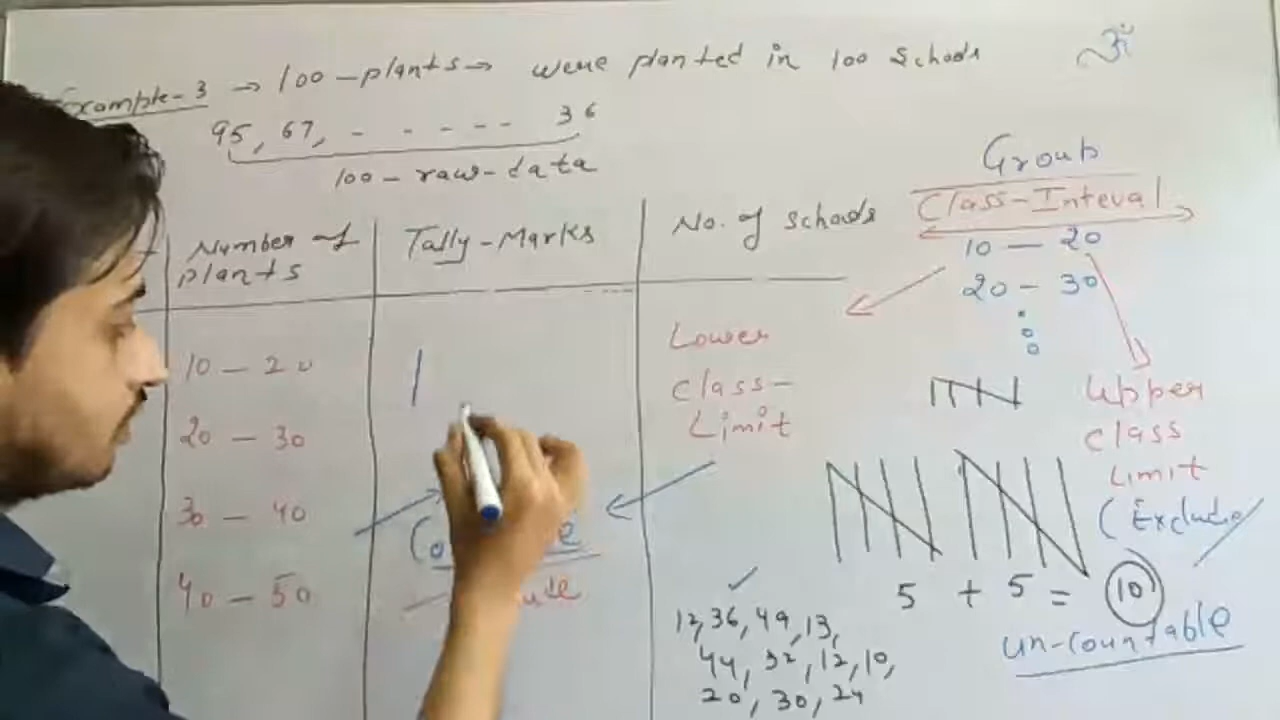 Example-3 → 100-plants → were planted in 100 schools
95, 67, - - - - - - 36
100-raw-data
Group
Class-Inteval
10 — 20
20 - 30
Number of
plants
Tally-Marks
No. of schools
10 — 20
20 — 30
30 — 40
40 — 50
Lower
Class-
Limit
upper
class
Limit
5 + 5 = 10
un-countable
12, 36, 49, 13,
44, 32, 12, 10,
20, 30, 24
ॐ